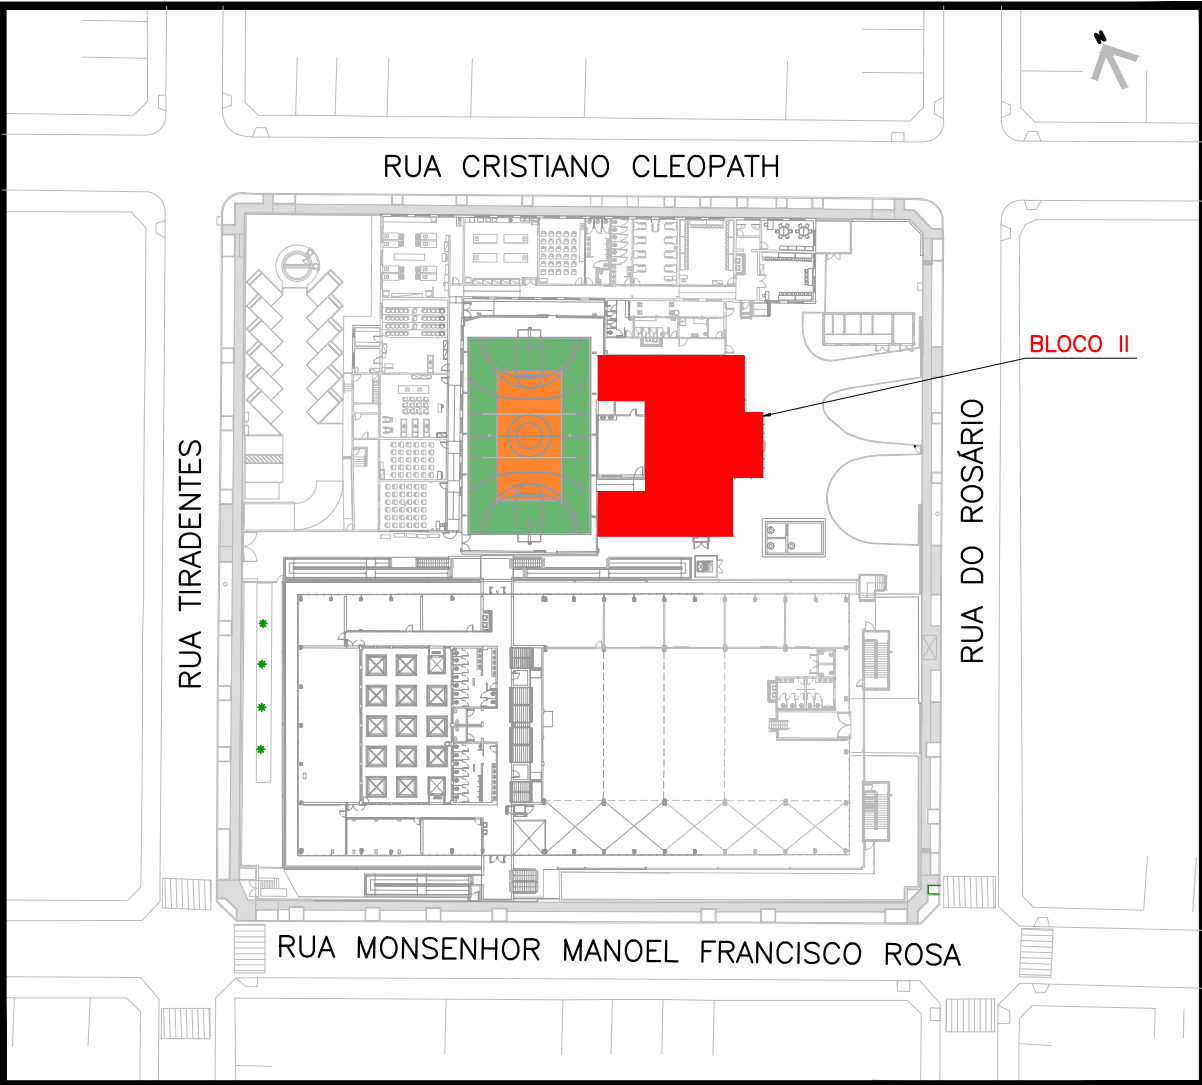 N
RUA CRISTIANO CLEOPATH
BLOCO II
RUA TIRADENTES
RUA DO ROSÁRIO
RUA MONSENHOR MANOEL FRANCISCO ROSA